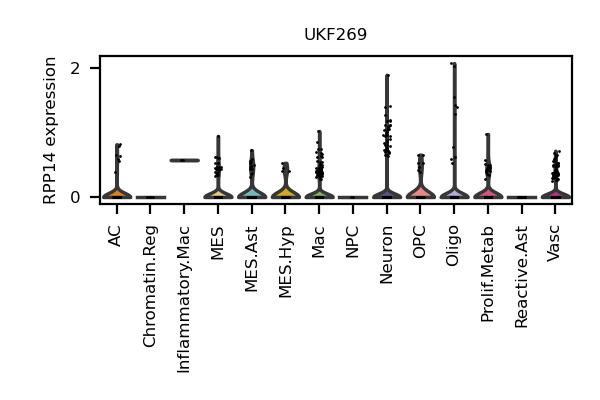 UKF269
RPP14 expression
2
0
AC
Chromatin.Reg
Inflammatory.Mac
MES
MES.Ast
MES.Hyp
Mac
NPC
Neuron
OPC
Oligo
Prolif.Metab
Reactive.Ast
Vasc